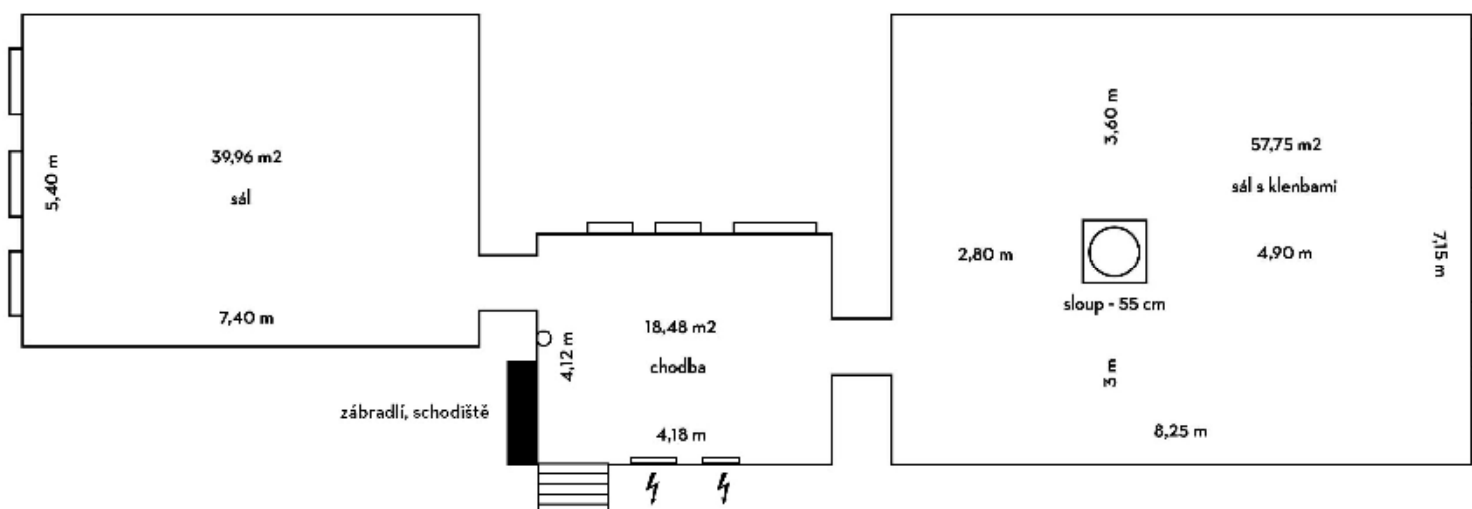 39,96 m2
sál
5,40 m
7,40 m
zábradlí, schodiště
18,48 m2
chodba
4,12 m
4,18 m
3,60 m
57,75 m2
sál s klenbami
2,80 m
4,90 m
7,15 m
sloup - 55 cm
3 m
8,25 m